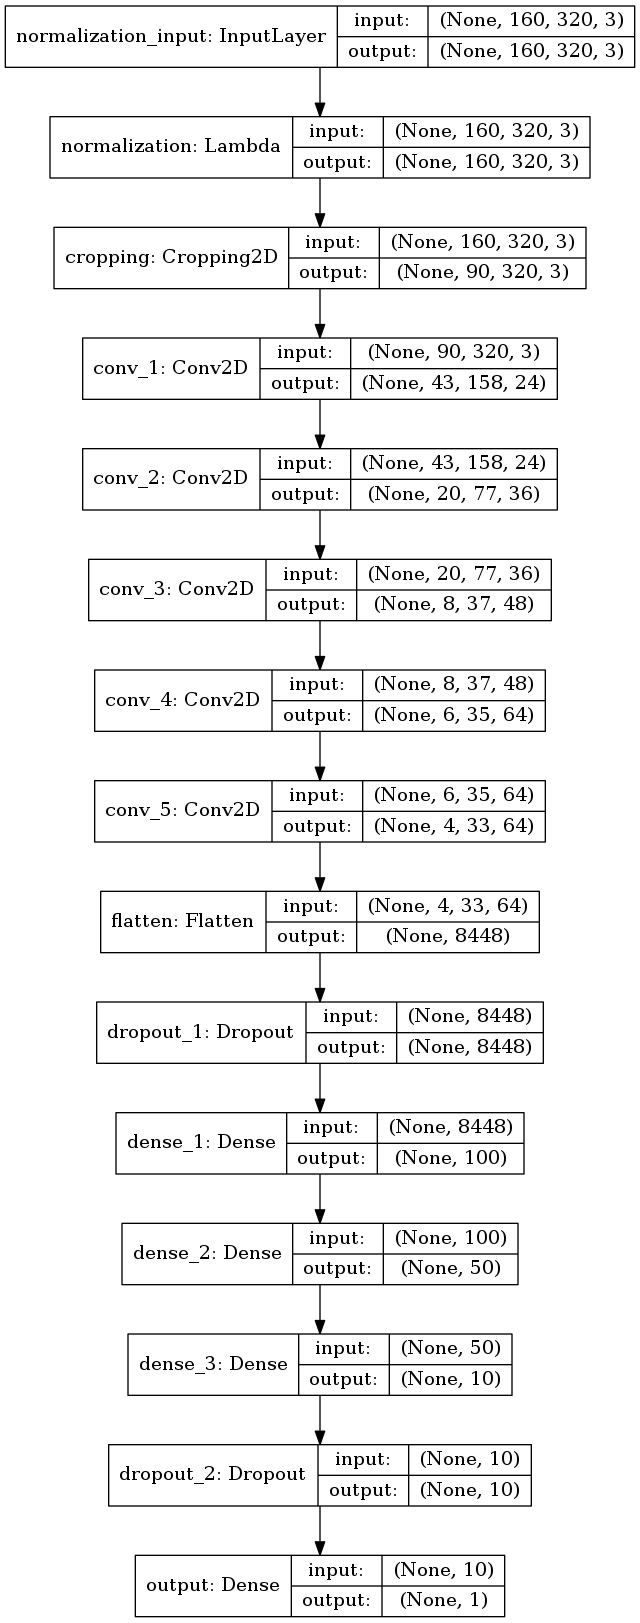 normalization_input: InputLayer
input: (None, 160, 320, 3)
output: (None, 160, 320, 3)
normalization: Lambda
input: (None, 160, 320, 3)
output: (None, 160, 320, 3)
cropping: Cropping2D
input: (None, 160, 320, 3)
output: (None, 90, 320, 3)
conv_1: Conv2D
input: (None, 90, 320, 3)
output: (None, 43, 158, 24)
conv_2: Conv2D
input: (None, 43, 158, 24)
output: (None, 20, 77, 36)
conv_3: Conv2D
input: (None, 20, 77, 36)
output: (None, 8, 37, 48)
conv_4: Conv2D
input: (None, 8, 37, 48)
output: (None, 6, 35, 64)
conv_5: Conv2D
input: (None, 6, 35, 64)
output: (None, 4, 33, 64)
flatten: Flatten
input: (None, 4, 33, 64)
output: (None, 8448)
dropout_1: Dropout
input: (None, 8448)
output: (None, 8448)
dense_1: Dense
input: (None, 8448)
output: (None, 100)
dense_2: Dense
input: (None, 100)
output: (None, 50)
dense_3: Dense
input: (None, 50)
output: (None, 10)
dropout_2: Dropout
input: (None, 10)
output: (None, 10)
output: Dense
input: (None, 10)
output: (None, 1)